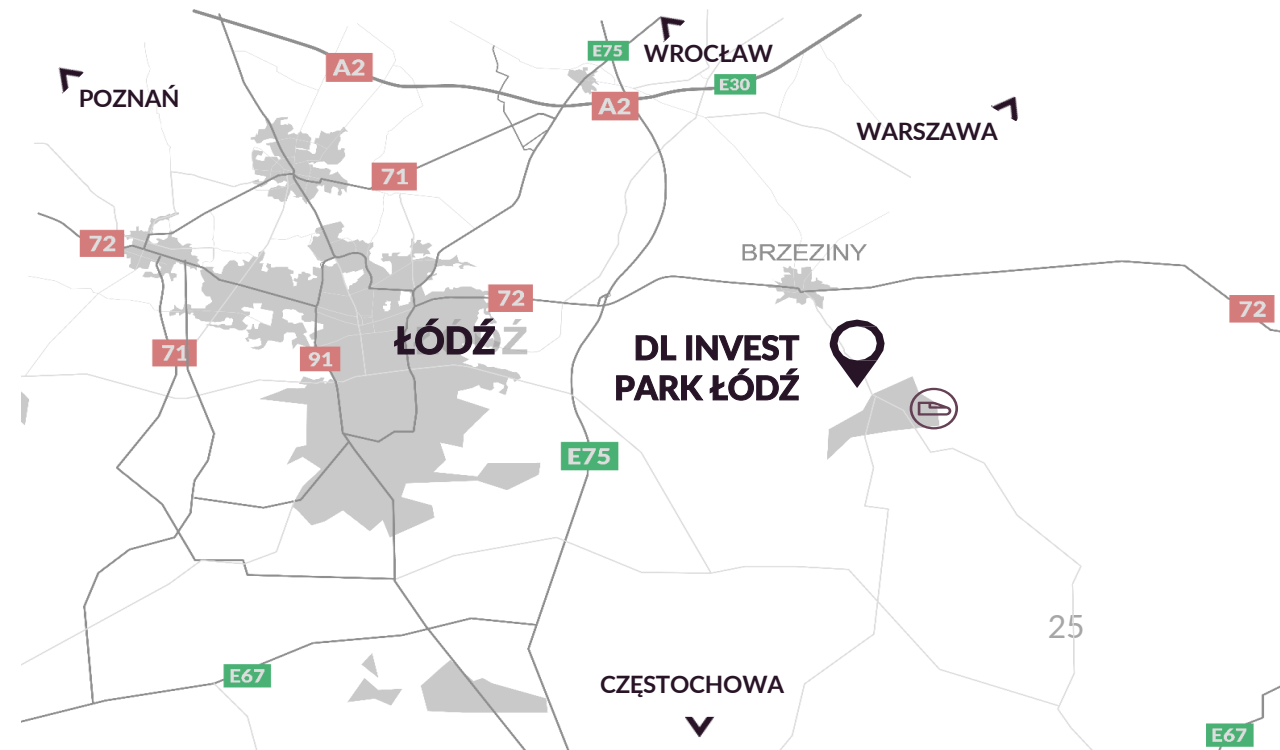 E75
WROCŁAW
A2
E30
POZNAŃ
A2
WARSZAWA
71
72
BRZEZINY
72
72
ŁÓDŹ
71
91
DL INVEST
PARK ŁÓDŹ
E75
25
E67
CZĘSTOCHOWA
E67